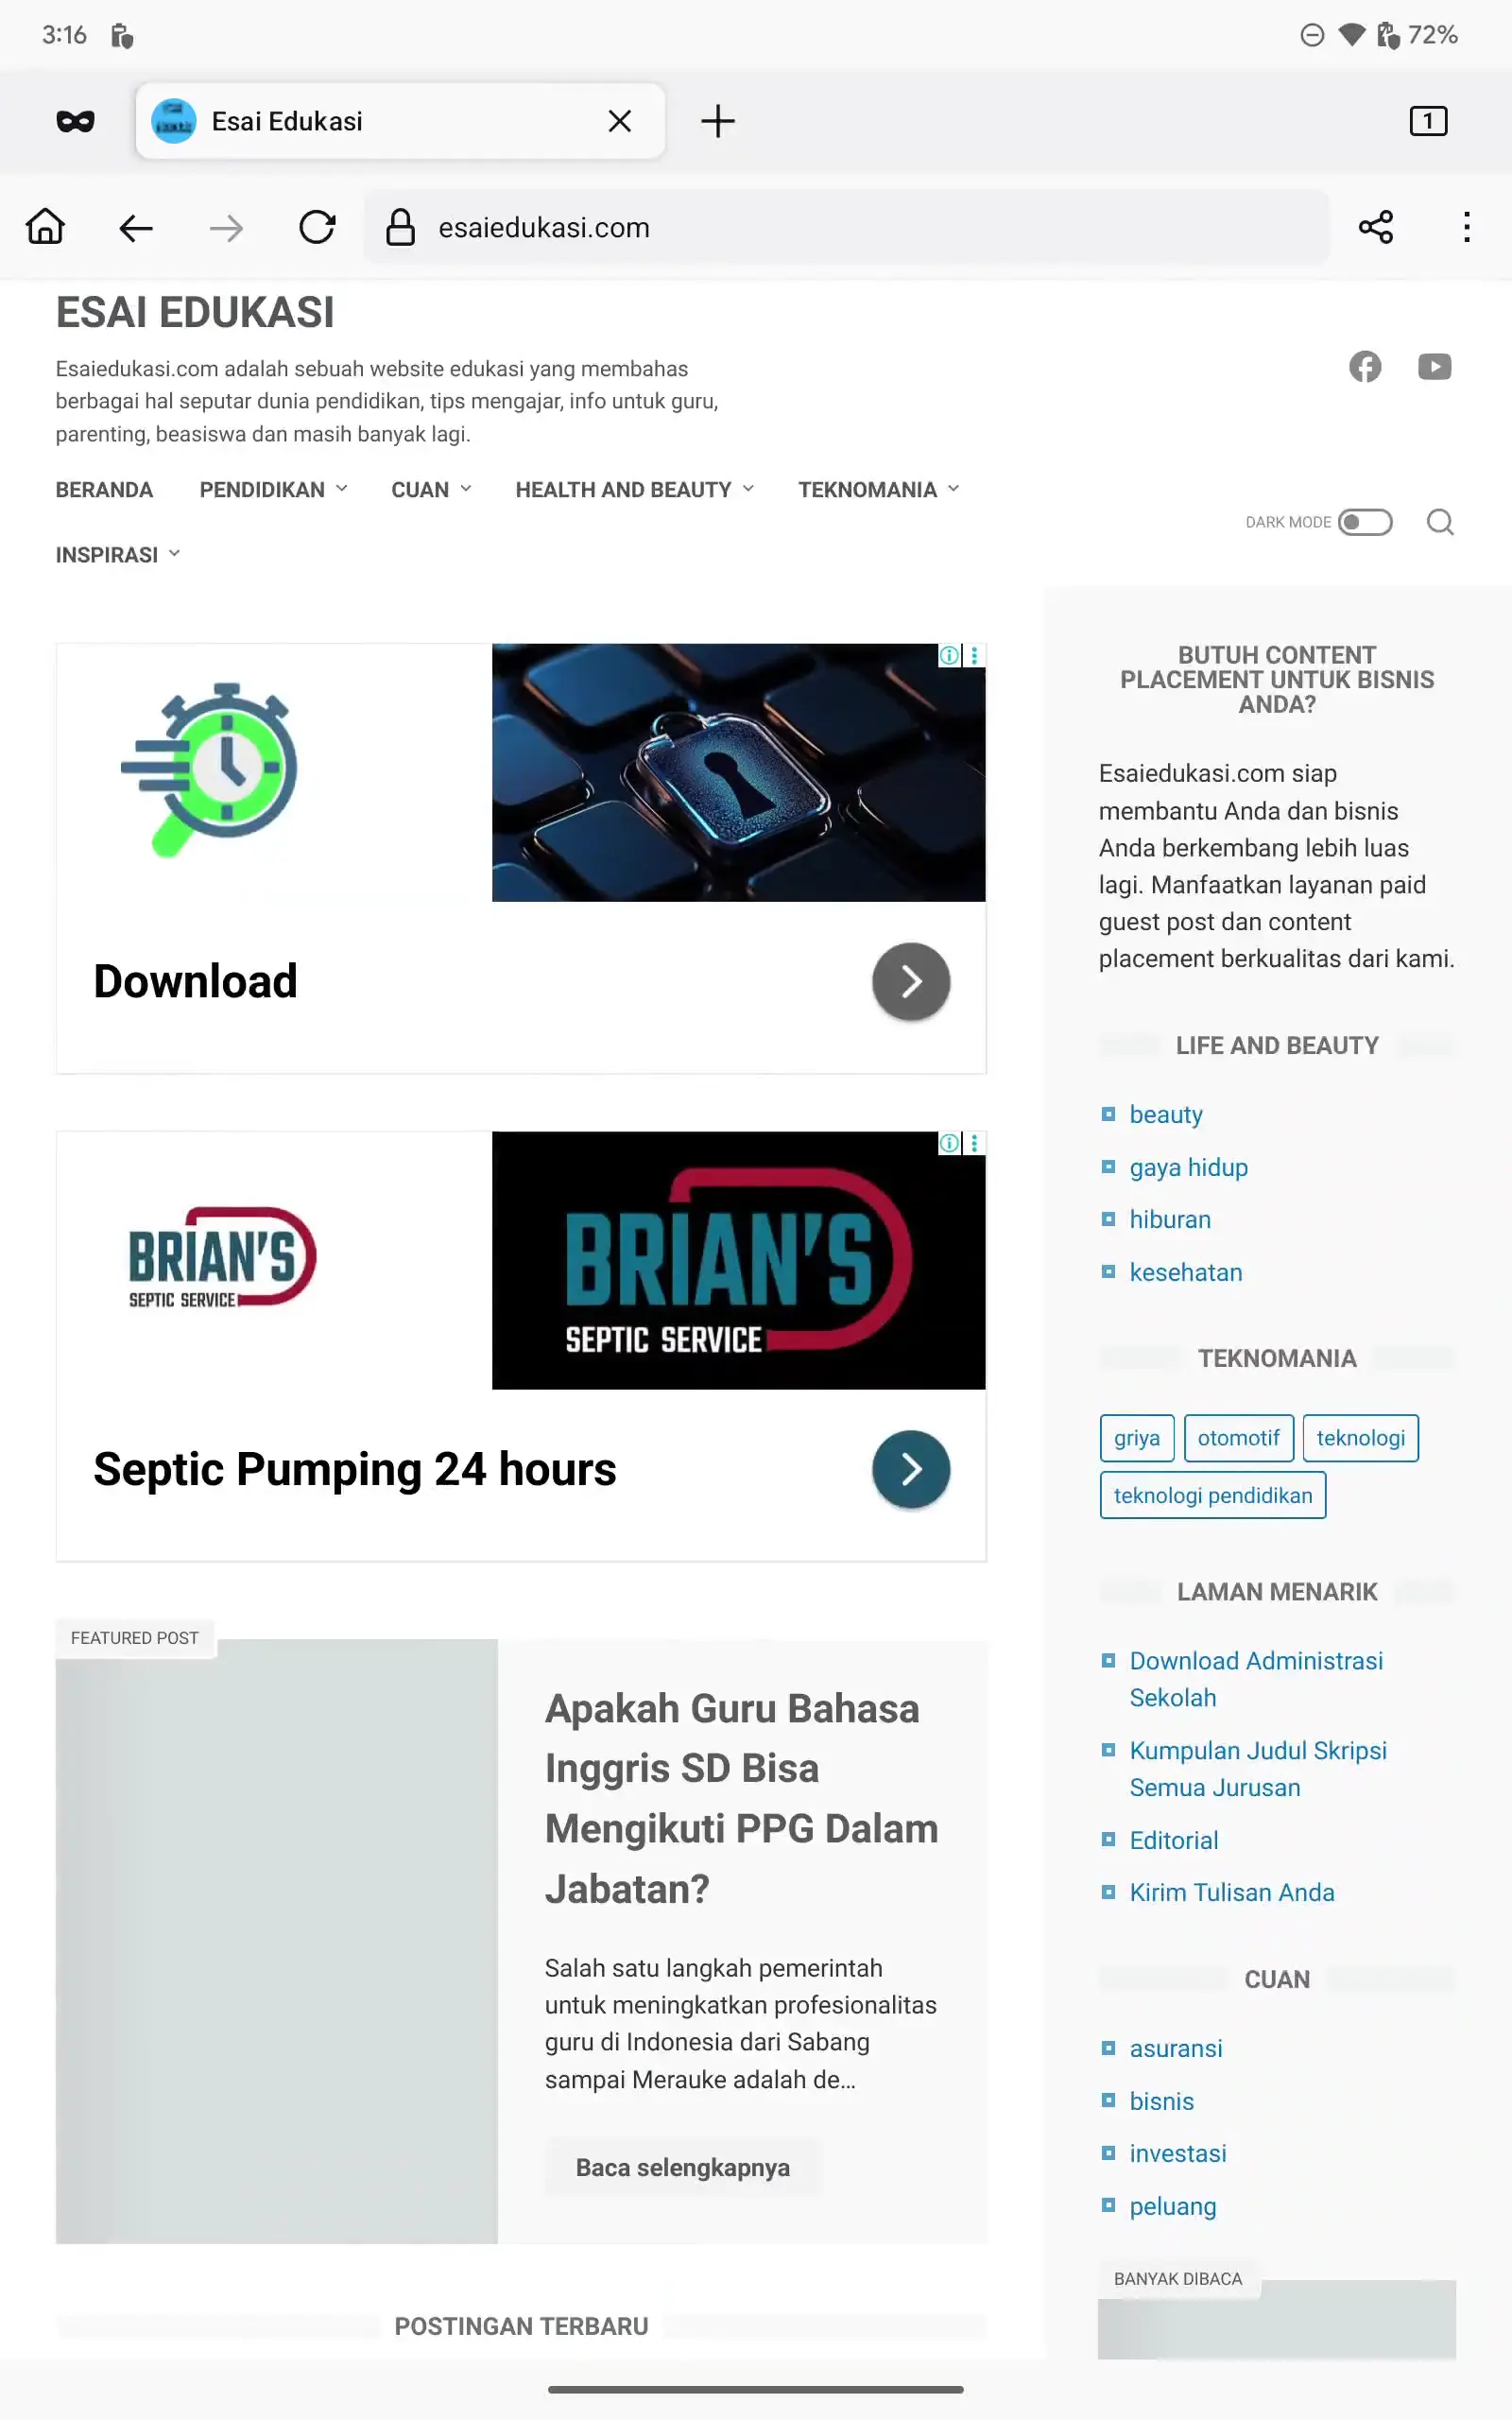 3:16
72%
Esai Edukasi
1
esaiedukasi.com
ESAI EDUKASI
Esaiedukasi.com adalah sebuah website edukasi yang membahas
berbagai hal seputar dunia pendidikan, tips mengajar, info untuk guru,
parenting, beasiswa dan masih banyak lagi.
BERANDA PENDIDIKAN CUAN HEALTH AND BEAUTY TEKNOMANIA
INSPIRASI
DARK MODE
Download
BRIAN'S
SEPTIC SERVICE
BRIAN'S
SEPTIC SERVICE
Septic Pumping 24 hours
FEATURED POST
Apakah Guru Bahasa
Inggris SD Bisa
Mengikuti PPG Dalam
Jabatan?
Salah satu langkah pemerintah
untuk meningkatkan profesionalitas
guru di Indonesia dari Sabang
sampai Merauke adalah de...
Baca selengkapnya
POSTINGAN TERBARU
BUTUH CONTENT
PLACEMENT UNTUK BISNIS
ANDA?
Esaiedukasi.com siap
membantu Anda dan bisnis
Anda berkembang lebih luas
lagi. Manfaatkan layanan paid
guest post dan content
placement berkualitas dari kami.
LIFE AND BEAUTY
beauty
gaya hidup
hiburan
kesehatan
TEKNOMANIA
griya otomotif teknologi
teknologi pendidikan
LAMAN MENARIK
Download Administrasi
Sekolah
Kumpulan Judul Skripsi
Semua Jurusan
Editorial
Kirim Tulisan Anda
CUAN
asuransi
bisnis
investasi
peluang
BANYAK DIBACA